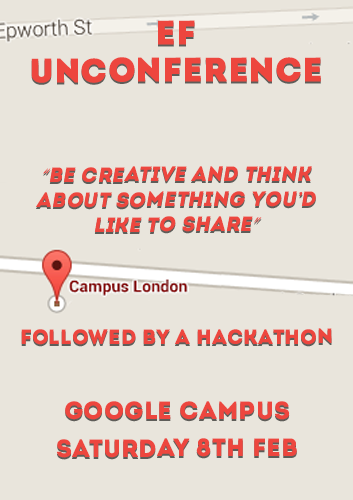 Epworth St
EF
UNCONFERENCE
"BE CREATIVE AND THINK
ABOUT SOMETHING YOU'D
LIKE TO SHARE"
Campus London
FOLLOWED BY A HACKATHON
GOOGLE CAMPUS
SATURDAY 8TH FEB